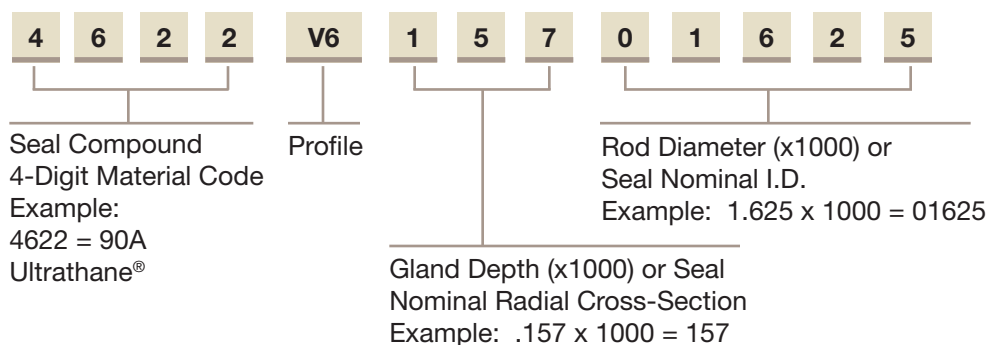 4 6 2 2 V6 1 5 7 0 1 6 2 5
Seal Compound
4-Digit Material Code
Example:
4622 = 90A
Ultrathane®
Profile
Rod Diameter (x1000) or
Seal Nominal I.D.
Example: 1.625 x 1000 = 01625
Gland Depth (x1000) or Seal
Nominal Radial Cross-Section
Example: .157 x 1000 = 157